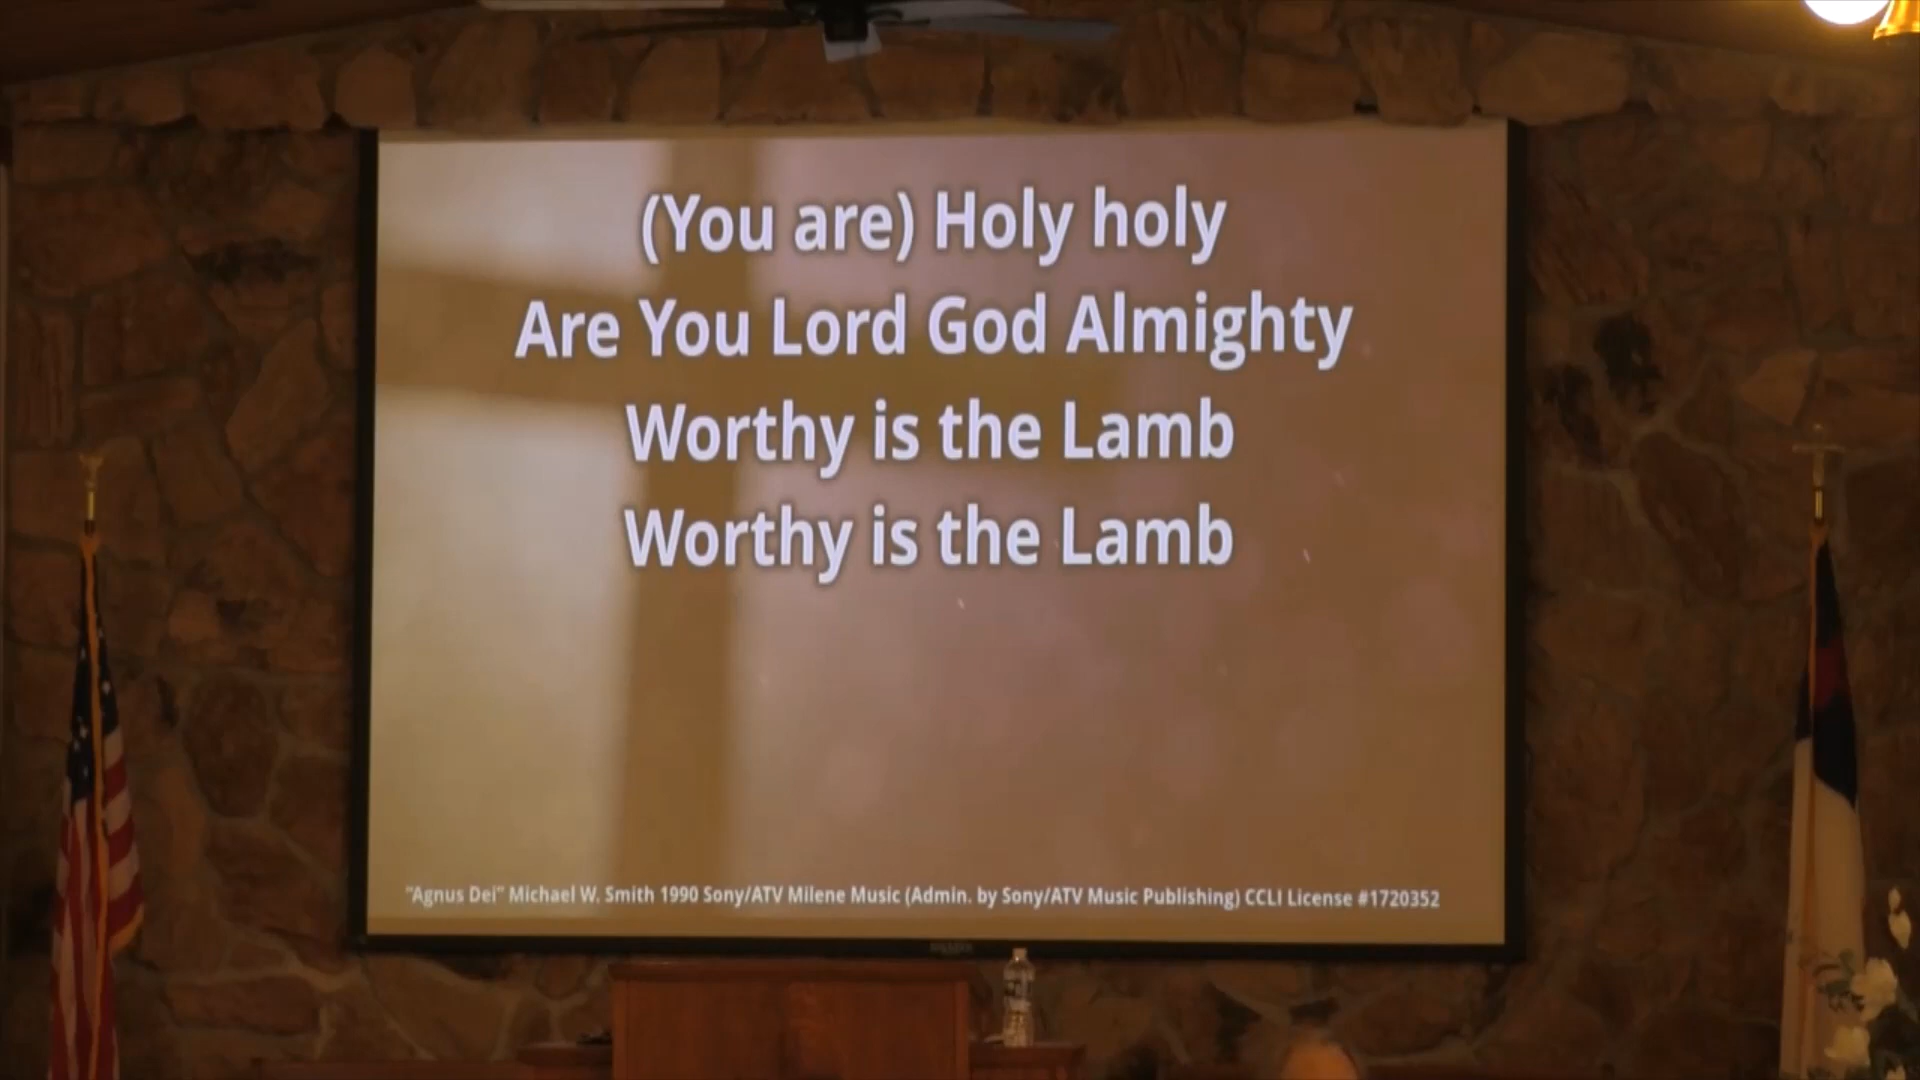 (You are) Holy holy
Are You Lord God Almighty
Worthy is the Lamb
Worthy is the Lamb
"Agnus Dei" Michael W. Smith 1990 Sony/ATV Milene Music (Admin. by Sony/ATV Music Publishing) CCLI License #1720352